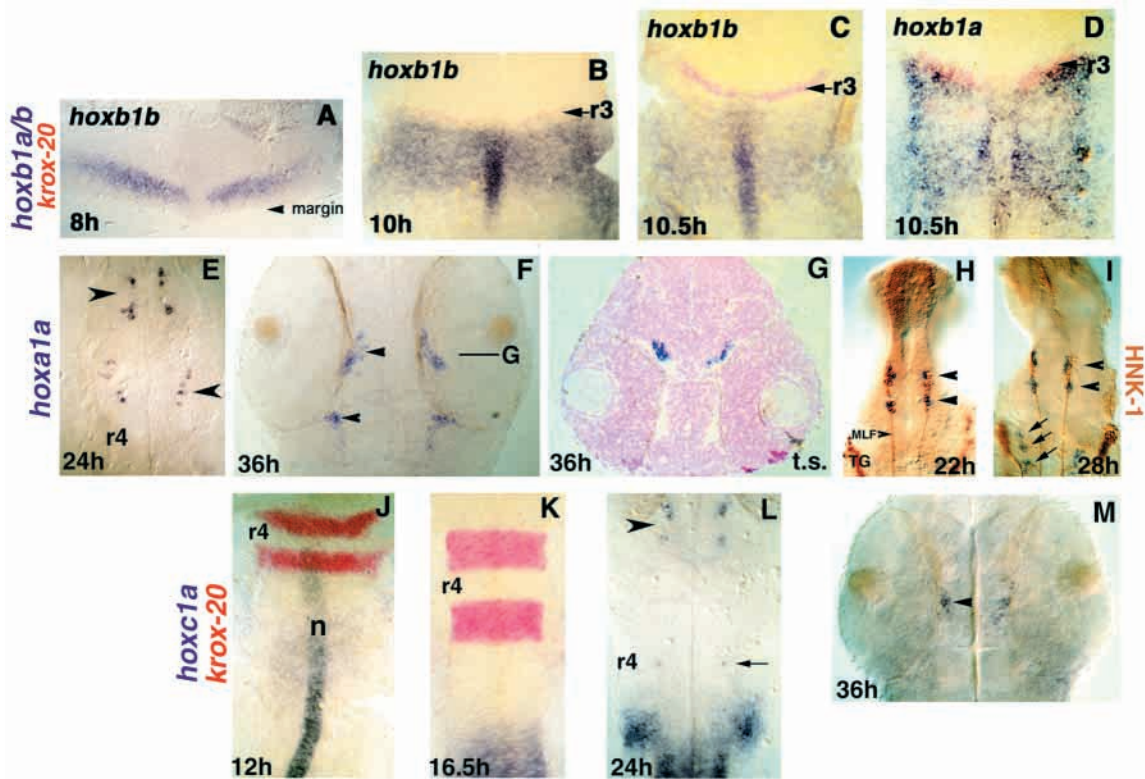 hoxb1a/b
krox-20
hoxb1b
A
margin
8h
hoxb1b
B
r3
10h
hoxb1b
C
r3
10.5h
hoxb1a
D
r3
10.5h
hoxa1a
E
r4
24h
F
G
36h
G
36h
t.s.
H
MLF
TG
22h
I
28h
HNK-1
hoxc1a
krox-20
J
r4
n
12h
K
r4
16.5h
L
r4
24h
M
36h